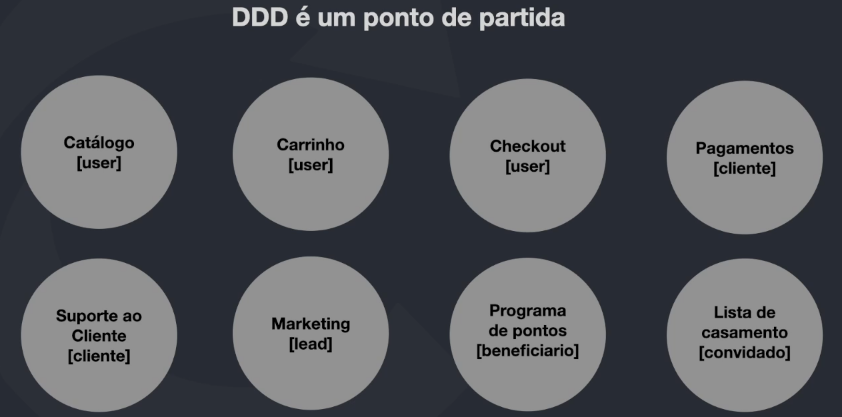 DDD é um ponto de partida
Catálogo
[user]
Carrinho
[user]
Checkout
[user]
Pagamentos
[cliente]
Suporte ao
Cliente
[cliente]
Marketing
[lead]
Programa
de pontos
[beneficiario]
Lista de
casamento
[convidado]